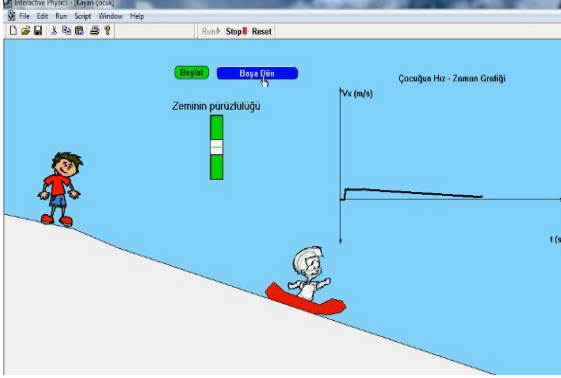 Interactive Physics - [Kayan çocuk]
File Edit Run Script Window Help
Run Stop Reset
Başlat
Başa Dön
Çocuğun Hız - Zaman Grafiği
Vx (m/s)
Zeminin pürüzlülüğü
t (s